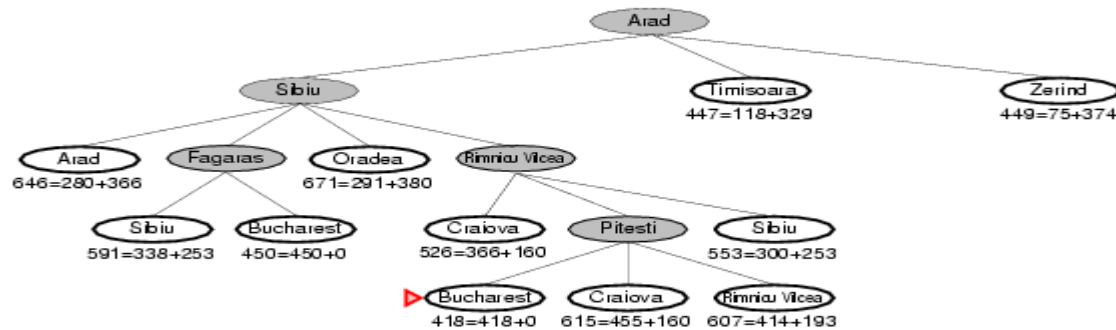 Arad
Sibiu Timisoara Zerind
447=118+329 449=75+374
Arad Fagaras Oradea Rimnicu Vilcea
646=280+366 671=291+380
Sibiu Bucharest Craiova Pitesti Sibiu
591=338+253 450=450+0 526=366+160 553=300+253
Bucharest Craiova Rimnicu Vilcea
418=418+0 615=455+160 607=414+193